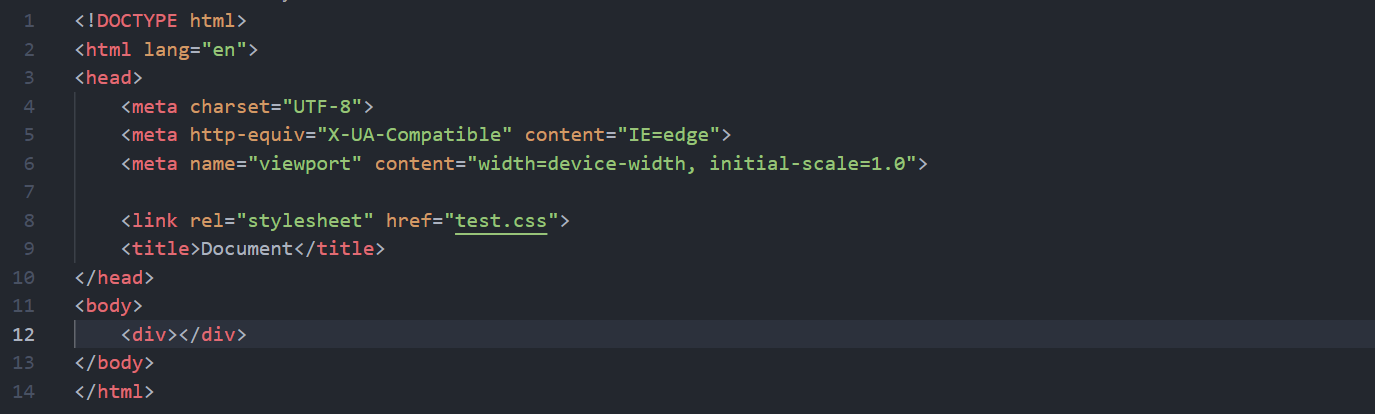 1 <!DOCTYPE html>
2 <html lang="en">
3 <head>
4     <meta charset="UTF-8">
5     <meta http-equiv="X-UA-Compatible" content="IE=edge">
6     <meta name="viewport" content="width=device-width, initial-scale=1.0">
7
8     <link rel="stylesheet" href="test.css">
9     <title>Document</title>
10 </head>
11 <body>
12     <div></div>
13 </body>
14 </html>